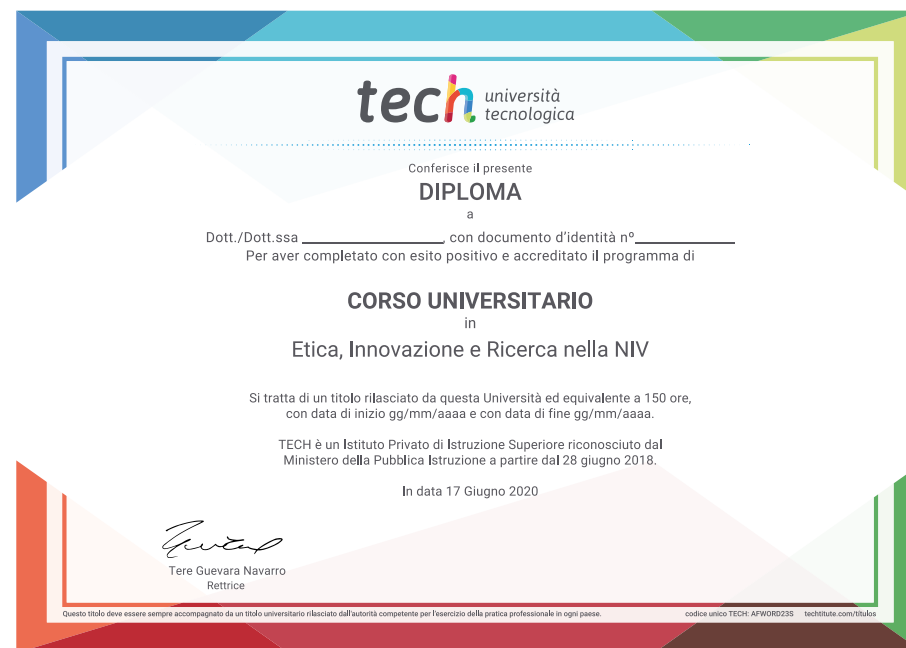 tech università
tecnologica
Conferisce il presente
DIPLOMA
a
Dott./Dott.ssa __________________, con documento d'identità nº_____________
Per aver completato con esito positivo e accreditato il programma di
CORSO UNIVERSITARIO
in
Etica, Innovazione e Ricerca nella NIV
Si tratta di un titolo rilasciato da questa Università ed equivalente a 150 ore,
con data di inizio gg/mm/aaaa e con data di fine gg/mm/aaaa.
TECH è un Istituto Privato di Istruzione Superiore riconosciuto dal
Ministero della Pubblica Istruzione a partire dal 28 giugno 2018.
In data 17 Giugno 2020
Tere Guevara Navarro
Rettrice
Questo titolo deve essere sempre accompagnato da un titolo universitario rilasciato dall'autorità competente per l'esercizio della pratica professionale in ogni paese. codice unico TECH: AFWORD23S techtitute.com/titulos